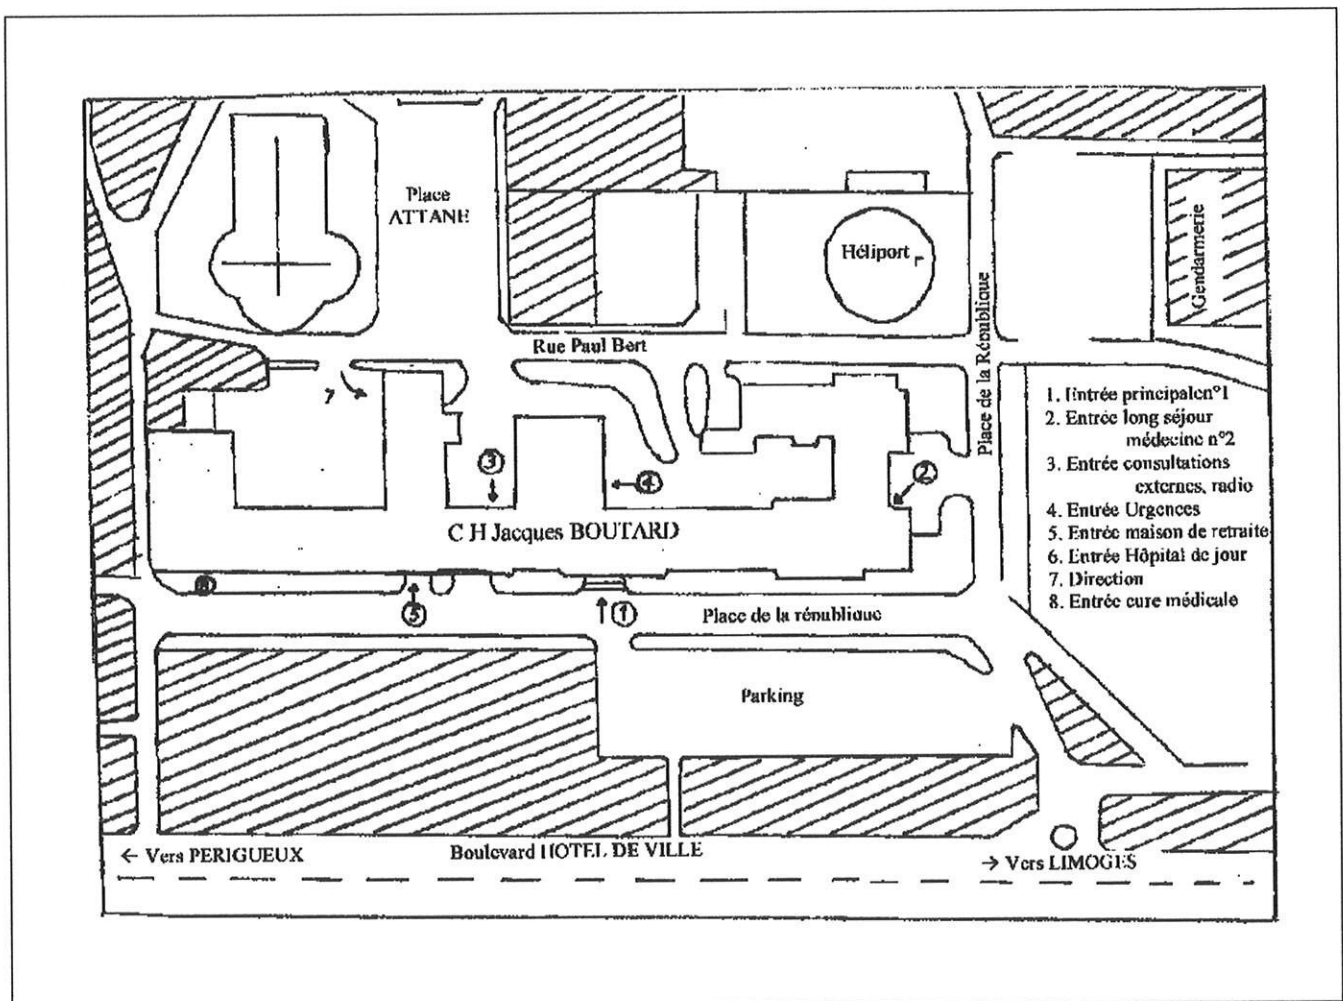 Place
ATTANE
Héliport
Gendarmerie
Rue Paul Bert
Place de la République
7
3
4
2
C H Jacques BOUTARD
8
5
1
Place de la république
Parking
1. Entrée principale n°1
2. Entrée long séjour
médecine n°2
3. Entrée consultations
externes, radio
4. Entrée Urgences
5. Entrée maison de retraite
6. Entrée Hôpital de jour
7. Direction
8. Entrée cure médicale
← Vers PERIGUEUX
Boulevard HOTEL DE VILLE
→ Vers LIMOGES